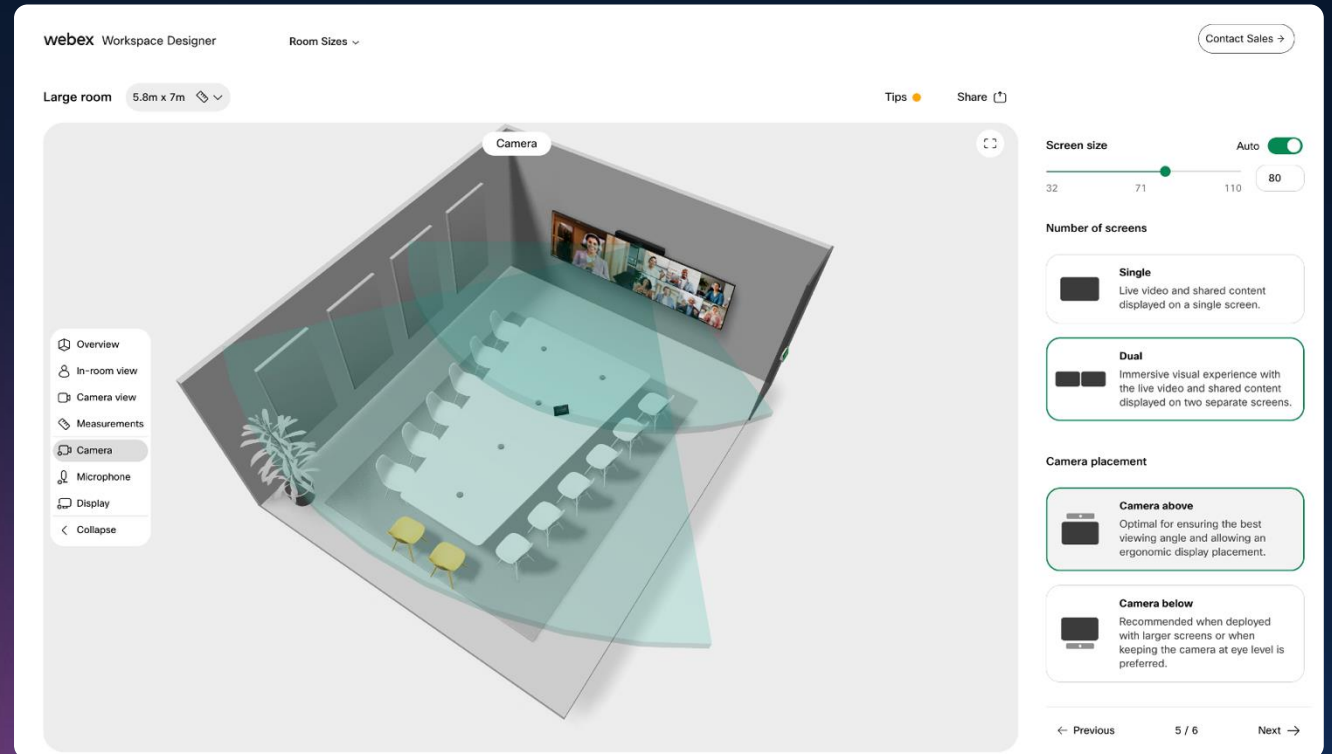 webex Workspace Designer
Room Sizes
Contact Sales →
Large room
5.8m x 7m
Tips
Share
Camera
Overview
In-room view
Camera view
Measurements
Camera
Microphone
Display
Collapse
Screen size
Auto
32
71
110
80
Number of screens
Single
Live video and shared content
displayed on a single screen.
Dual
Immersive visual experience with
the live video and shared content
displayed on two separate screens.
Camera placement
Camera above
Optimal for ensuring the best
viewing angle and allowing an
ergonomic display placement.
Camera below
Recommended when deployed
with larger screens or when
keeping the camera at eye level is
preferred.
← Previous
5 / 6
Next →